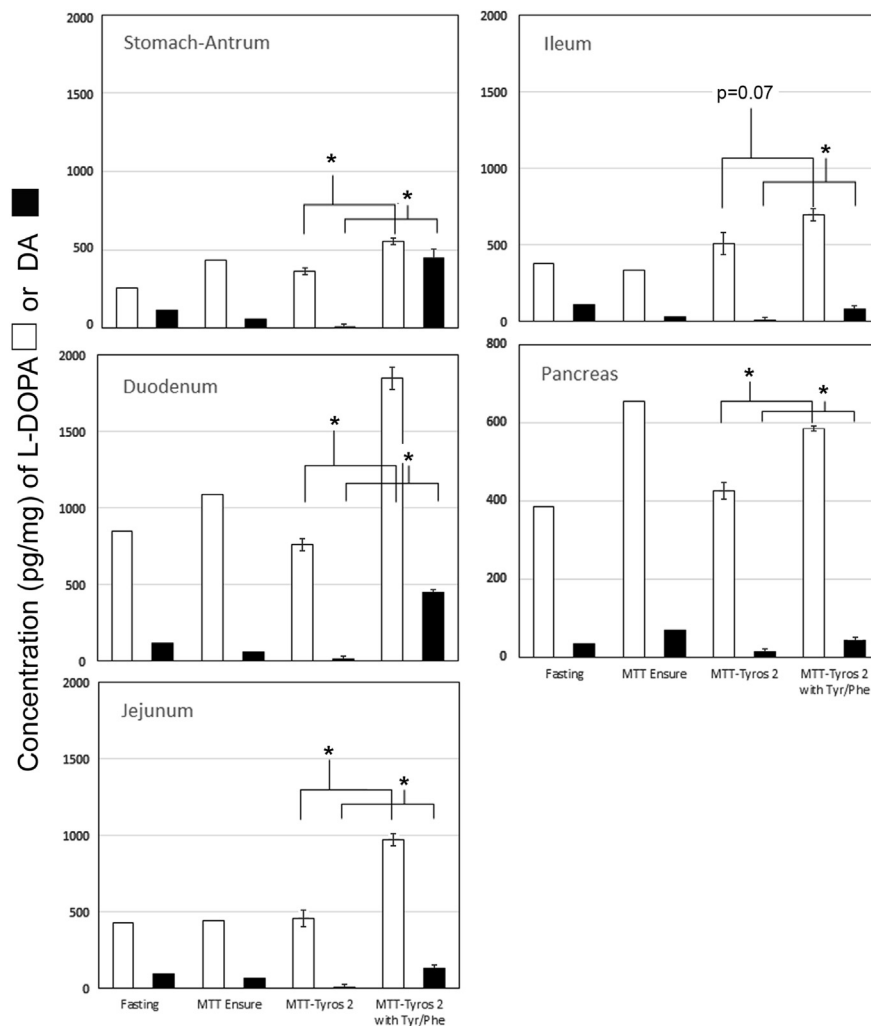 Concentration (pg/mg) of L-DOPA or DA
2000
Stomach-Antrum
1500
*
1000
*
500
0
2000
Duodenum
1500
*
*
1000
500
0
2000
Jejunum
1500
*
*
1000
500
0
Fasting
MTT Ensure
MTT-Tyros 2
MTT-Tyros 2
with Tyr/Phe
2000
Ileum
1500
p=0.07
*
1000
500
0
800
Pancreas
*
*
600
400
200
0
Fasting
MTT Ensure
MTT-Tyros 2
MTT-Tyros 2
with Tyr/Phe